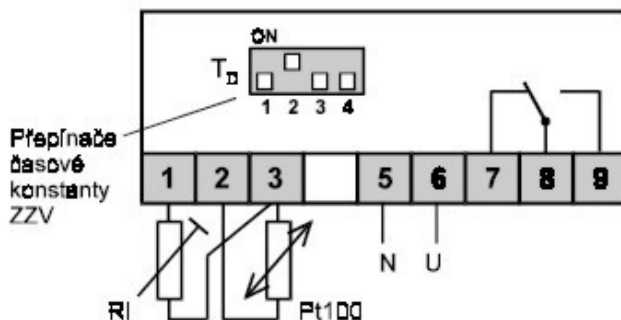 ON
T_D
1 2 3 4
Přepínače
časové
konstanty
ZZV
1 2 3 5 6 7 8 9
N U
Rl Pt100